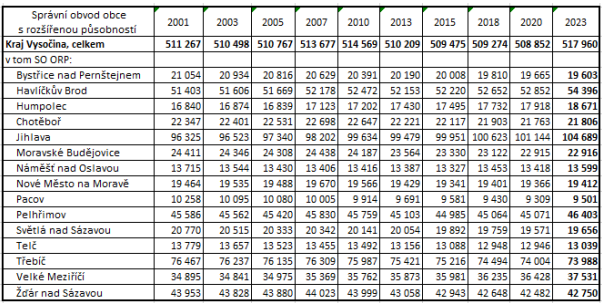 Správní obvod obce s rozšířenou působností 2001 2003 2005 2007 2010 2013 2015 2018 2020 2023
Kraj Vysočina, celkem 511 267 510 498 510 767 513 677 514 569 510 209 509 475 509 274 508 852 517 960
v tom SO ORP:
Bystřice nad Pernštejnem 21 054 20 934 20 816 20 629 20 391 20 190 20 008 19 810 19 665 19 603
Havlíčkův Brod 51 403 51 606 51 669 52 178 52 472 52 153 52 220 52 652 52 852 54 396
Humpolec 16 840 16 874 16 839 17 123 17 202 17 430 17 495 17 732 17 918 18 671
Chotěboř 22 347 22 401 22 531 22 698 22 647 22 221 22 117 21 903 21 763 21 806
Jihlava 96 325 96 523 97 340 98 202 99 634 99 479 99 951 100 623 101 144 104 689
Moravské Budějovice 24 411 24 346 24 308 24 438 24 187 23 564 23 330 23 122 22 915 22 916
Náměšť nad Oslavou 13 715 13 544 13 430 13 406 13 416 13 387 13 327 13 453 13 418 13 599
Nové Město na Moravě 19 464 19 535 19 488 19 670 19 566 19 429 19 341 19 401 19 366 19 412
Pacov 10 258 10 095 10 080 10 005 9 914 9 691 9 581 9 430 9 309 9 501
Pelhřimov 45 586 45 562 45 420 45 830 45 759 45 103 44 985 45 064 45 071 46 403
Světlá nad Sázavou 20 770 20 515 20 333 20 342 20 141 20 054 19 892 19 759 19 571 19 656
Telč 13 779 13 657 13 523 13 455 13 492 13 156 13 088 12 948 12 946 13 039
Třebíč 76 467 76 237 76 135 76 309 75 987 75 421 75 216 74 494 74 004 73 988
Velké Meziříčí 34 895 34 841 34 975 35 369 35 762 35 873 35 981 36 235 36 428 37 531
Žďár nad Sázavou 43 953 43 828 43 880 44 023 43 999 43 058 42 943 42 648 42 482 42 750